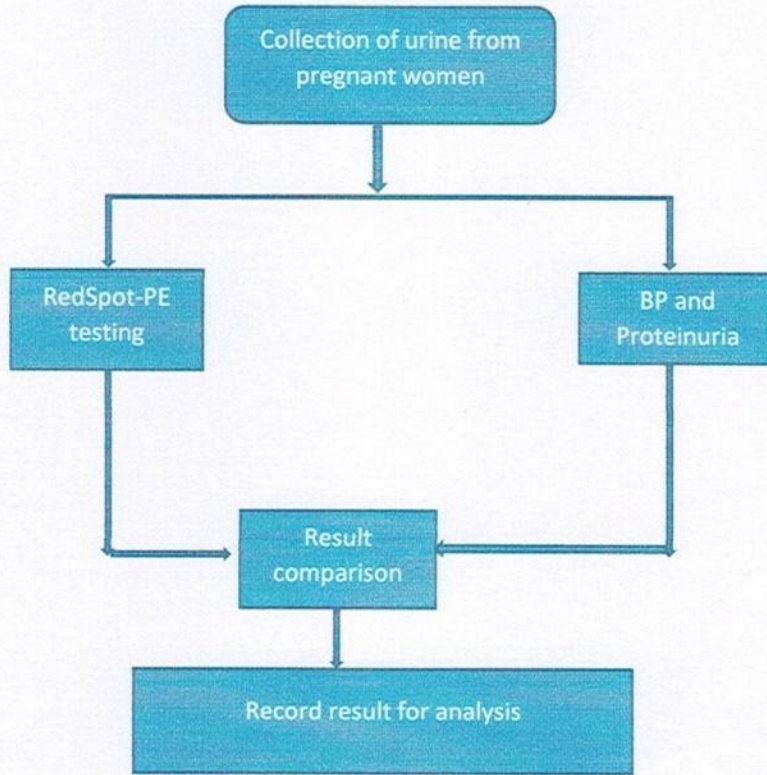 Collection of urine from
pregnant women
RedSpot-PE
testing
BP and
Proteinuria
Result
comparison
Record result for analysis